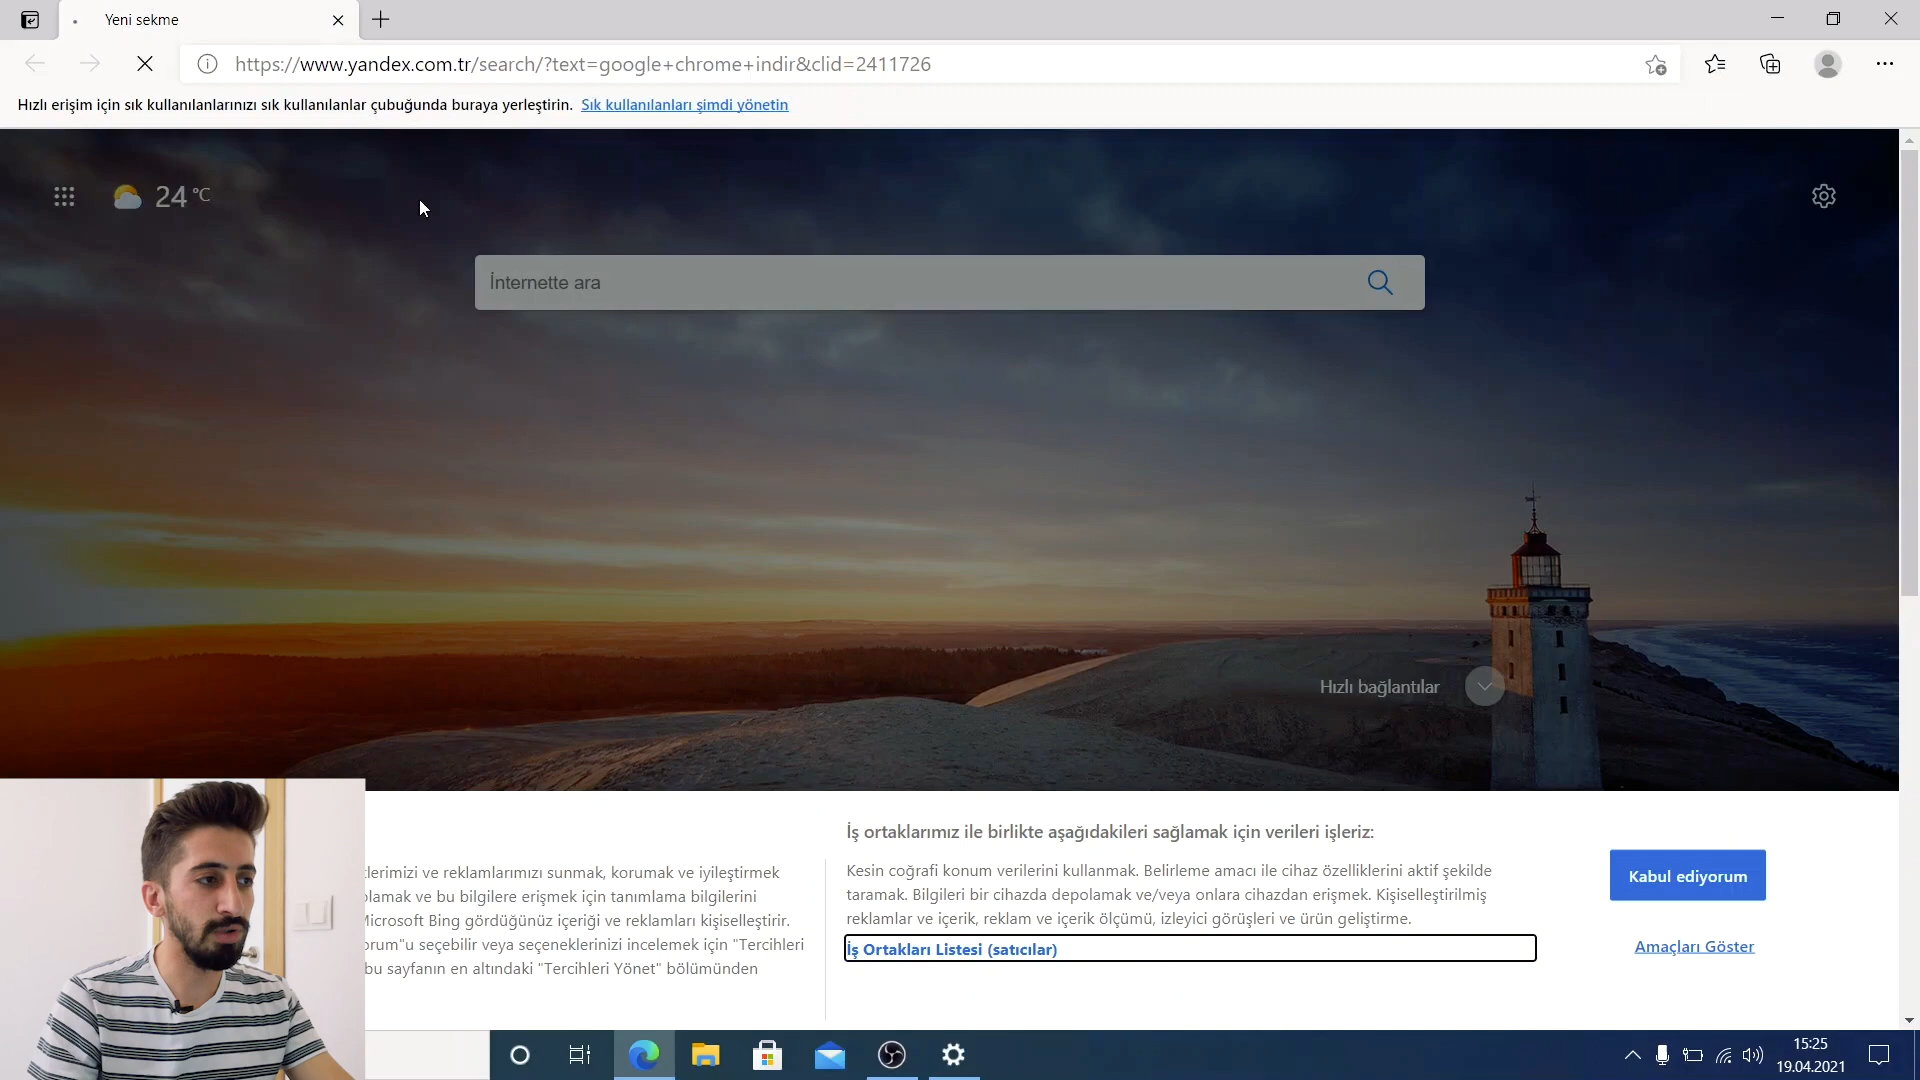 Yeni sekme
https://www.yandex.com.tr/search/?text=google+chrome+indir&clid=2411726
Hızlı erişim için sık kullanılanlarınızı sık kullanılanlar çubuğunda buraya yerleştirin. Sık kullanılanları şimdi yönetin
24 °C
İnternette ara
Hızlı bağlantılar
lerimizi ve reklamlarımızı sunmak, korumak ve iyileştirmek
olamak ve bu bilgilere erişmek için tanımlama bilgilerini
Microsoft Bing gördüğünüz içeriği ve reklamları kişiselleştirir.
orum"u seçebilir veya seçeneklerinizi incelemek için "Tercihleri
bu sayfanın en altındaki "Tercihleri Yönet" bölümünden
İş ortaklarımız ile birlikte aşağıdakileri sağlamak için verileri işleriz:
Kesin coğrafi konum verilerini kullanmak. Belirleme amacı ile cihaz özelliklerini aktif şekilde
taramak. Bilgileri bir cihazda depolamak ve/veya onlara cihazdan erişmek. Kişiselleştirilmiş
reklamlar ve içerik, reklam ve içerik ölçümü, izleyici görüşleri ve ürün geliştirme.
İş Ortakları Listesi (satıcılar)
Kabul ediyorum
Amaçları Göster
15:25
19.04.2021